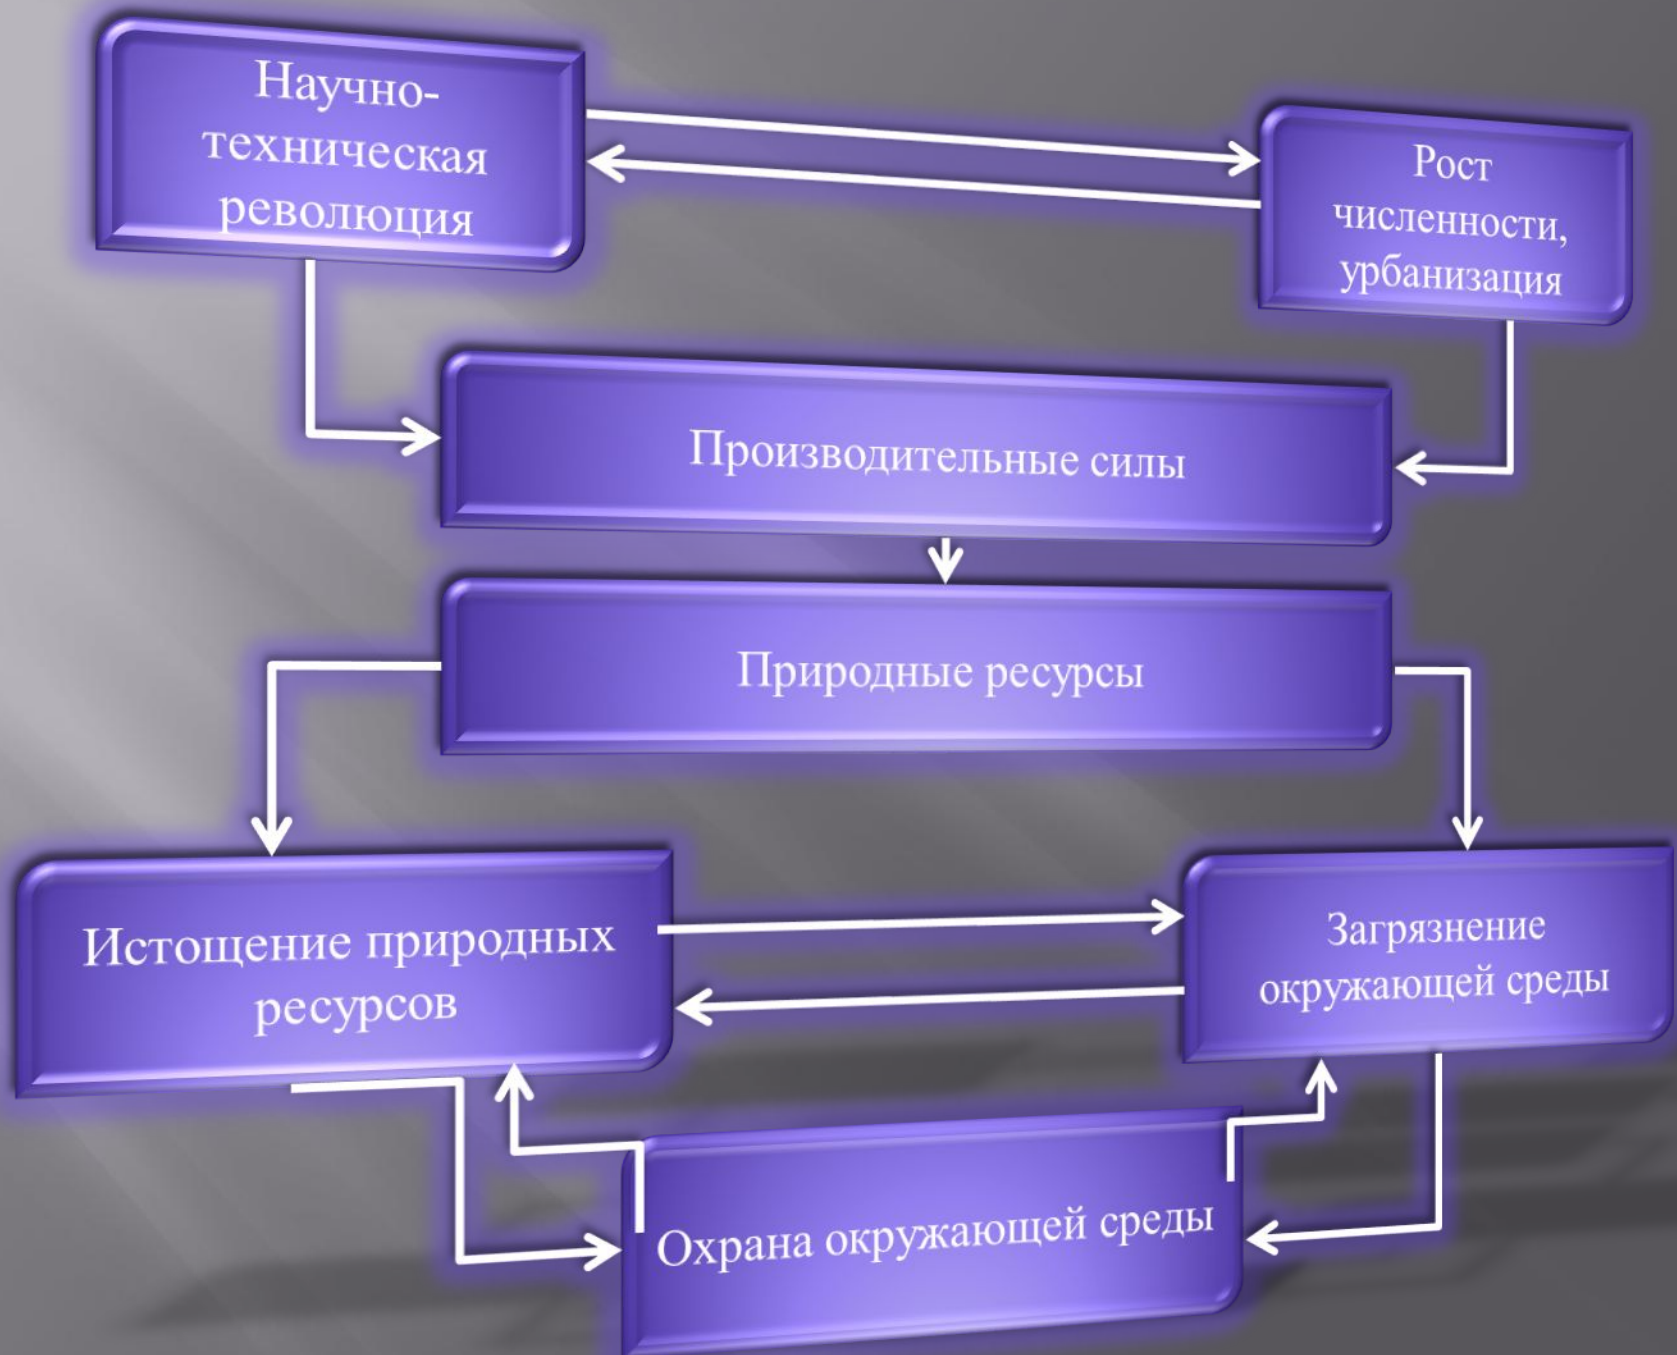 Научно-
техническая
революция
Рост
численности,
урбанизация
Производительные силы
Природные ресурсы
Истощение природных
ресурсов
Загрязнение
окружающей среды
Охрана окружающей среды